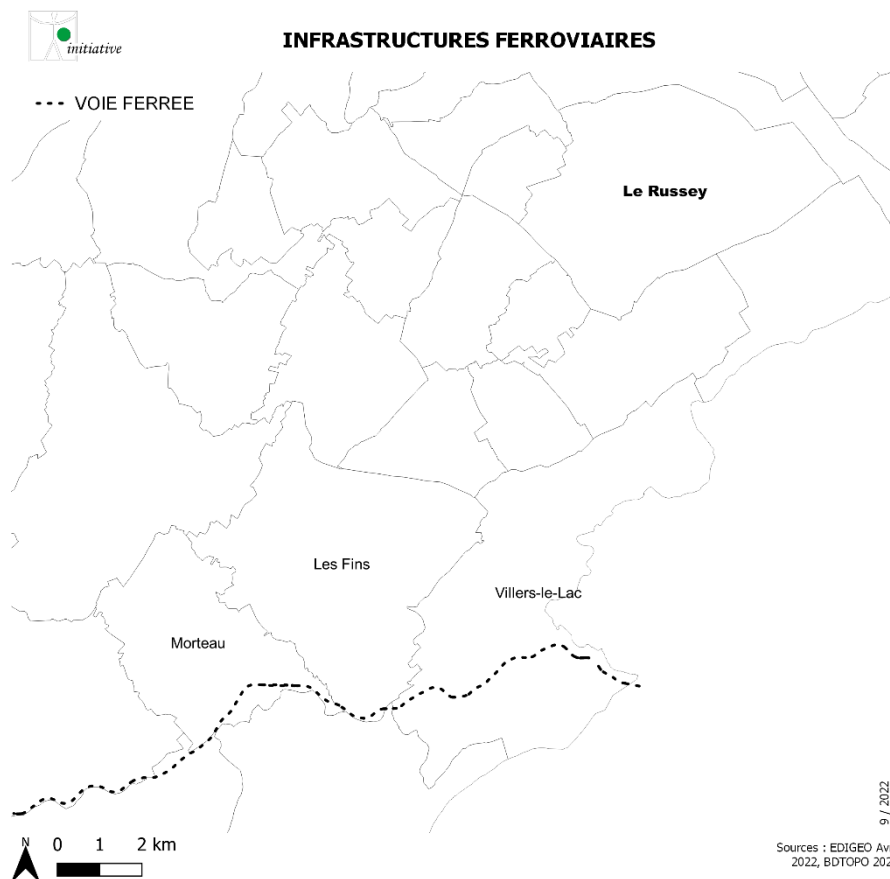 initiative
INFRASTRUCTURES FERROVIAIRES
VOIE FERREE
Le Russey
Les Fins
Villers-le-Lac
Morteau
9 / 2022
N 0 1 2 km
Sources : EDIGEO
2022, BDTOPO